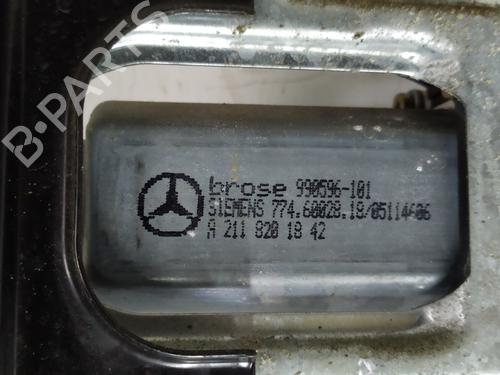 B-PARTS
brose 990596-101
SIEMENS 774.60028.18/05114606
A 211 820 18 42